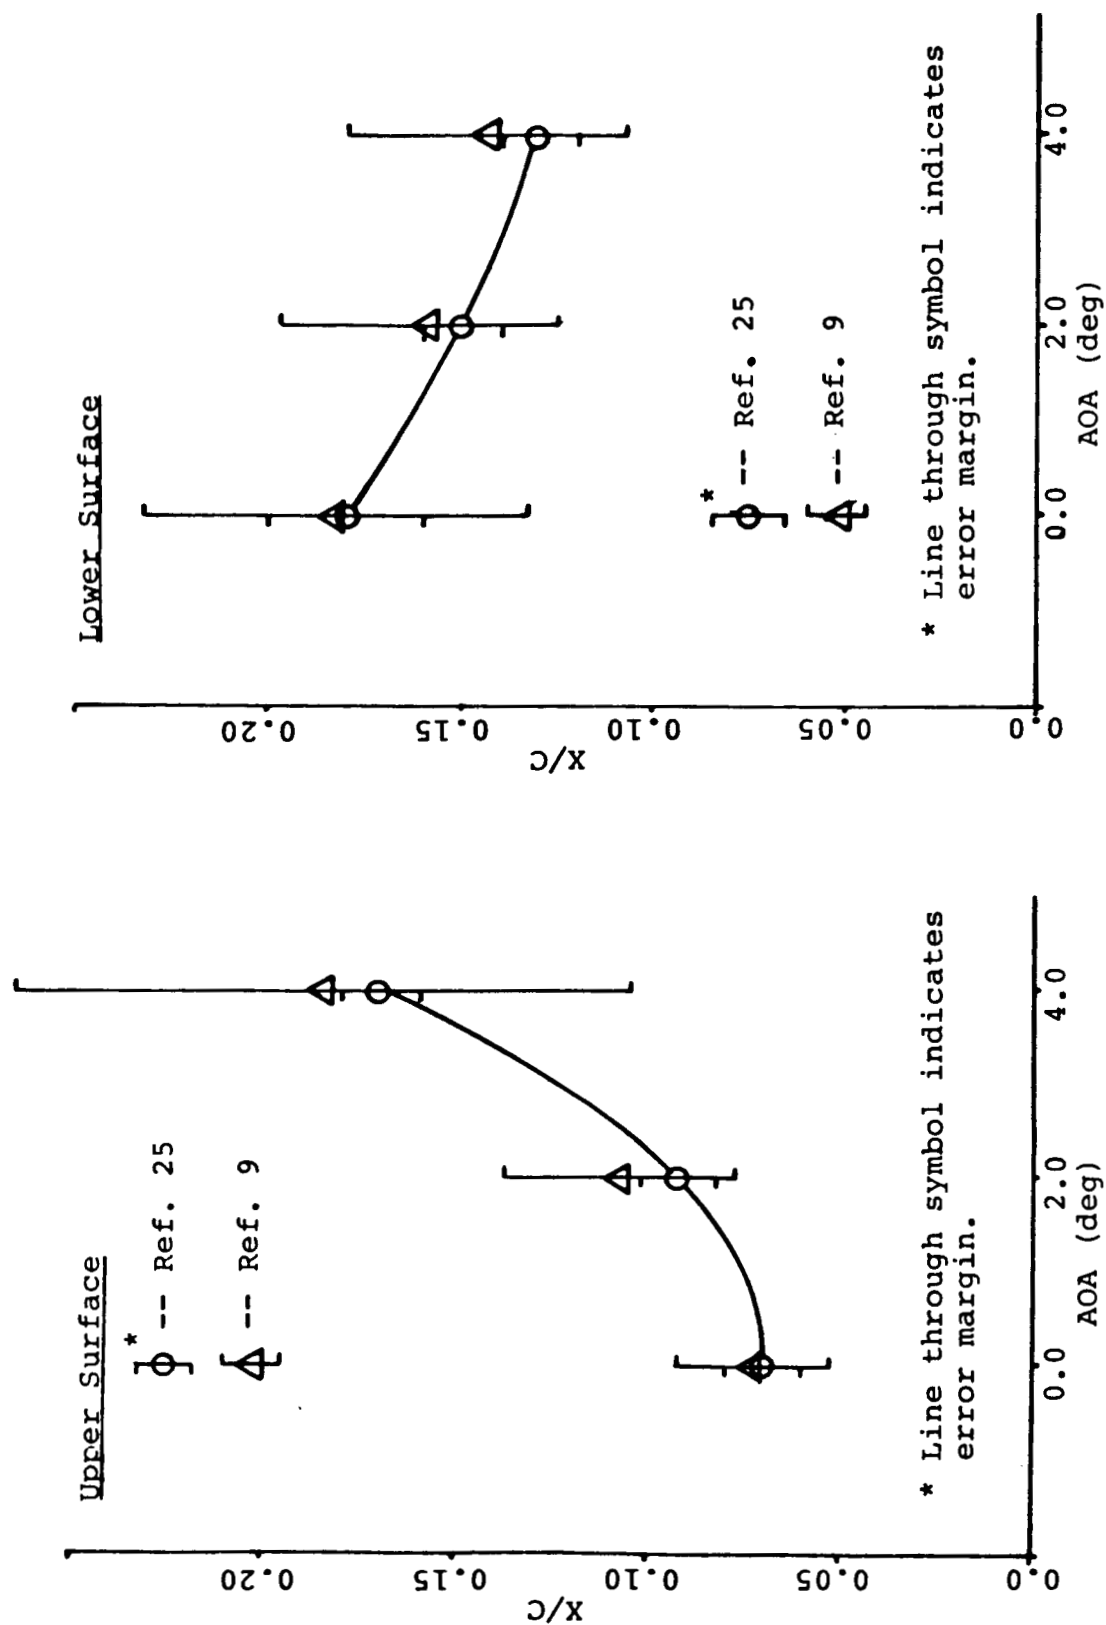 Upper Surface
* -- Ref. 25
-- Ref. 9
* Line through symbol indicates
error margin.
X/C
0.20
0.15
0.10
0.05
0.0
0.0
2.0
4.0
AOA (deg)
Lower Surface
* -- Ref. 25
-- Ref. 9
* Line through symbol indicates
error margin.
X/C
0.20
0.15
0.10
0.05
0.0
0.0
2.0
4.0
AOA (deg)